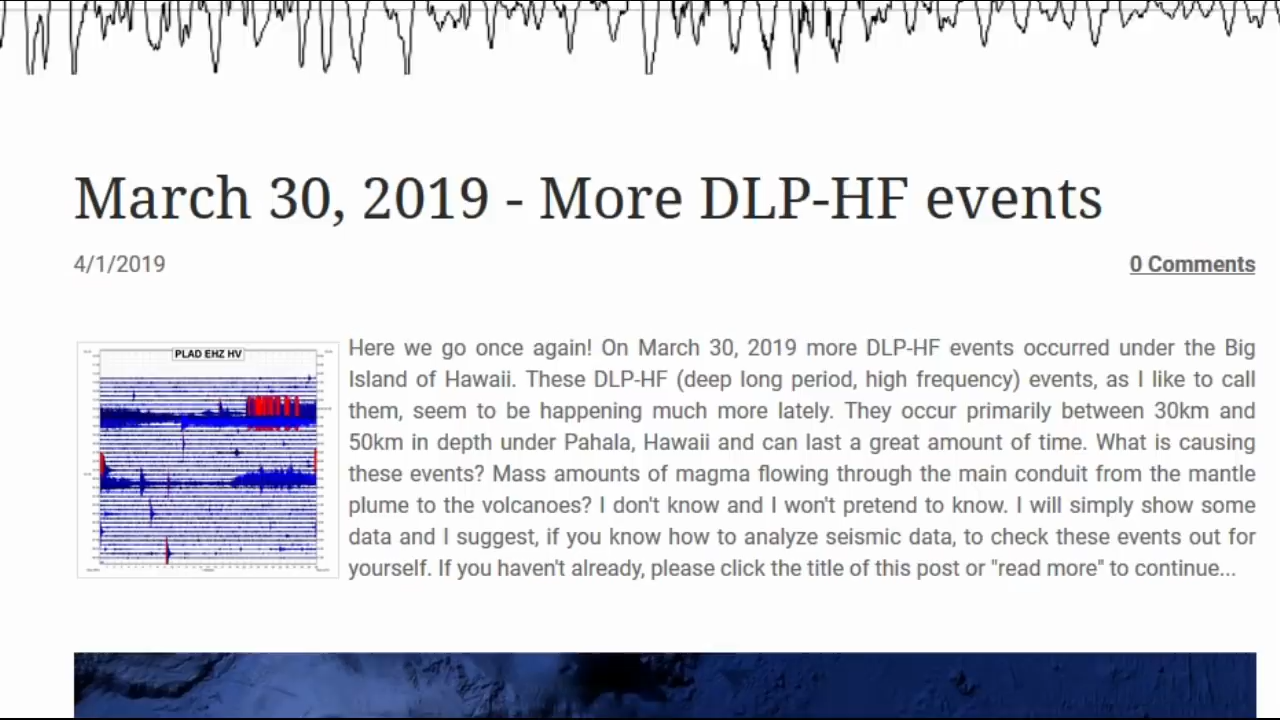 March 30, 2019 - More DLP-HF events
4/1/2019
0 Comments
PLAD EHZ HV
Here we go once again! On March 30, 2019 more DLP-HF events occurred under the Big
Island of Hawaii. These DLP-HF (deep long period, high frequency) events, as I like to call
them, seem to be happening much more lately. They occur primarily between 30km and
50km in depth under Pahala, Hawaii and can last a great amount of time. What is causing
these events? Mass amounts of magma flowing through the main conduit from the mantle
plume to the volcanoes? I don't know and I won't pretend to know. I will simply show some
data and I suggest, if you know how to analyze seismic data, to check these events out for
yourself. If you haven't already, please click the title of this post or "read more" to continue...